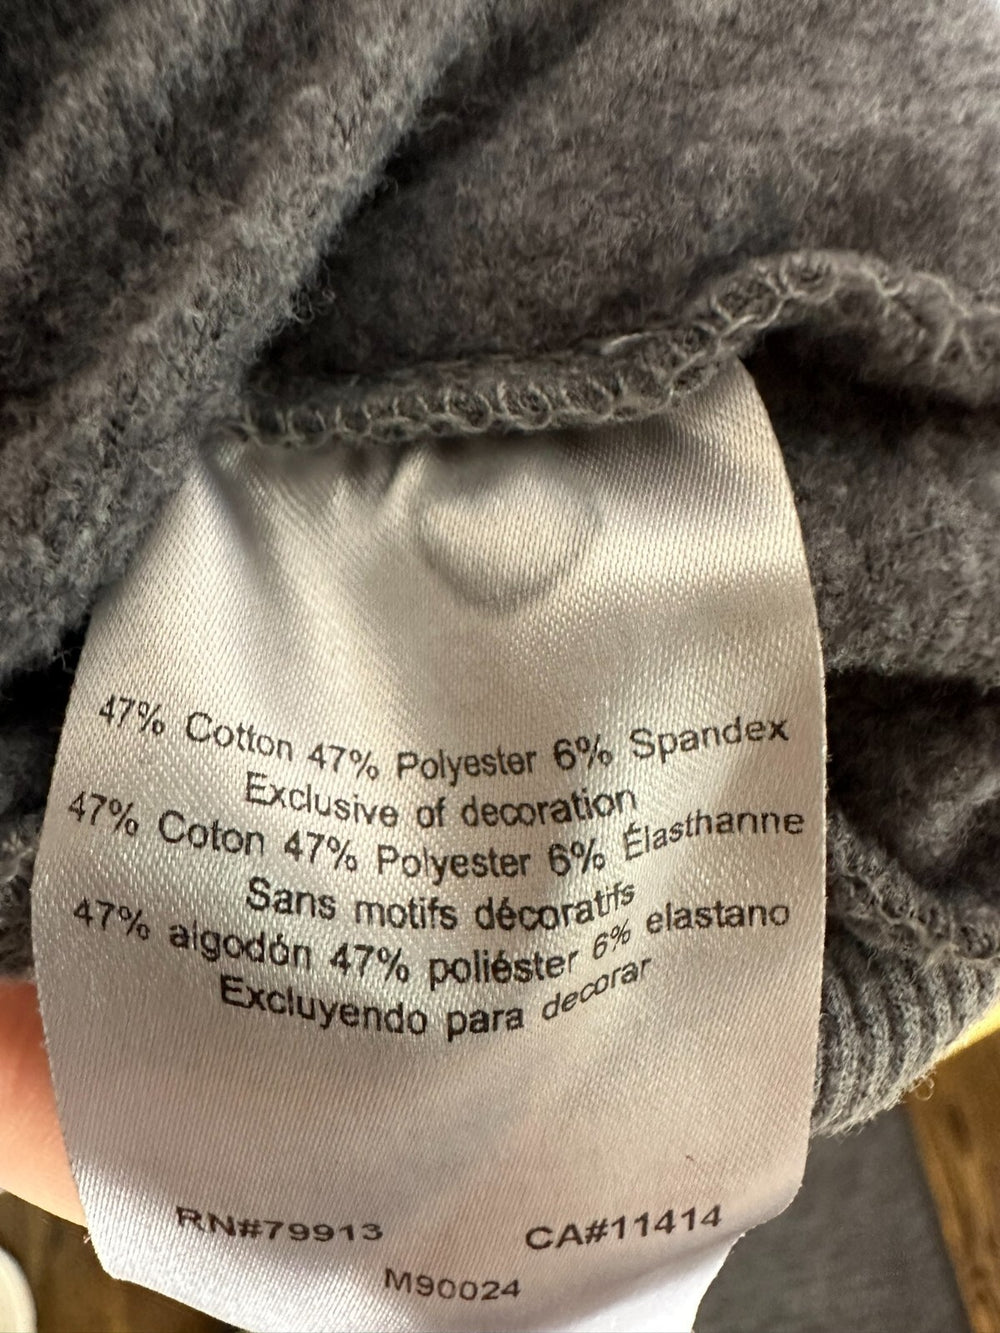 47% Cotton 47% Polyester 6% Spandex
Exclusive of decoration
47% Coton 47% Polyester 6% Élasthanne
Sans motifs décoratifs
47% algodón 47% poliéster 6% elastano
Excluyendo para decorar
RN#79913 CA#11414
M90024